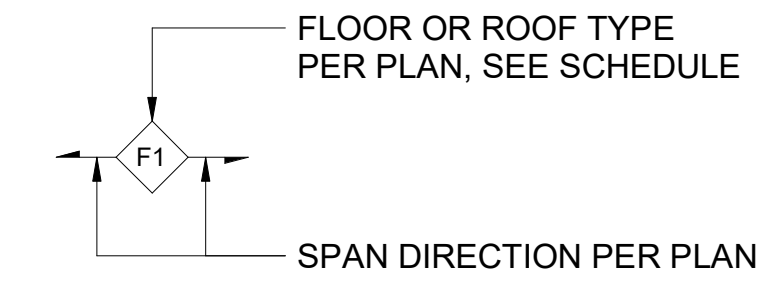 FLOOR OR ROOF TYPE
PER PLAN, SEE SCHEDULE
F1
SPAN DIRECTION PER PLAN